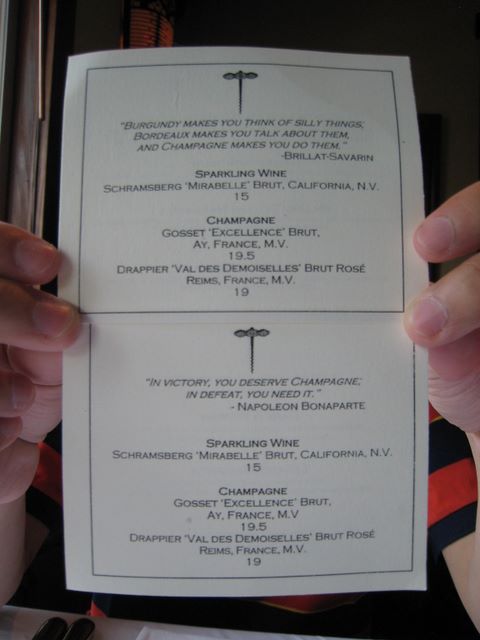 "Burgundy makes you think of silly things,
Bordeaux makes you talk about them,
and Champagne makes you do them."
-Brillat-Savarin
Sparkling Wine
Schramsberg 'Mirabelle' Brut, California, N.V.
15
Champagne
Gosset 'Excellence' Brut,
Ay, France, M.V.
19.5
Drappier 'Val des Demoiselles' Brut Rosé
Reims, France, M.V.
19
"In victory, you deserve Champagne;
in defeat, you need it."
- Napoleon Bonaparte
Sparkling Wine
Schramsberg 'Mirabelle' Brut, California, N.V.
15
Champagne
Gosset 'Excellence' Brut,
Ay, France, M.V
19.5
Drappier 'Val des Demoiselles' Brut Rosé
Reims, France, M.V.
19